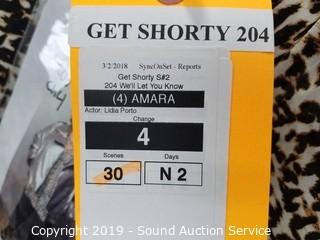 GET SHORTY 204
3/2/2018 SyncOnSet - Reports
Get Shorty S#2
204 We'll Let You Know
(4) AMARA
Actor: Lidia Porto
Change
4
Scenes Days
30 N 2
Copyright 2019 - Sound Auction Service